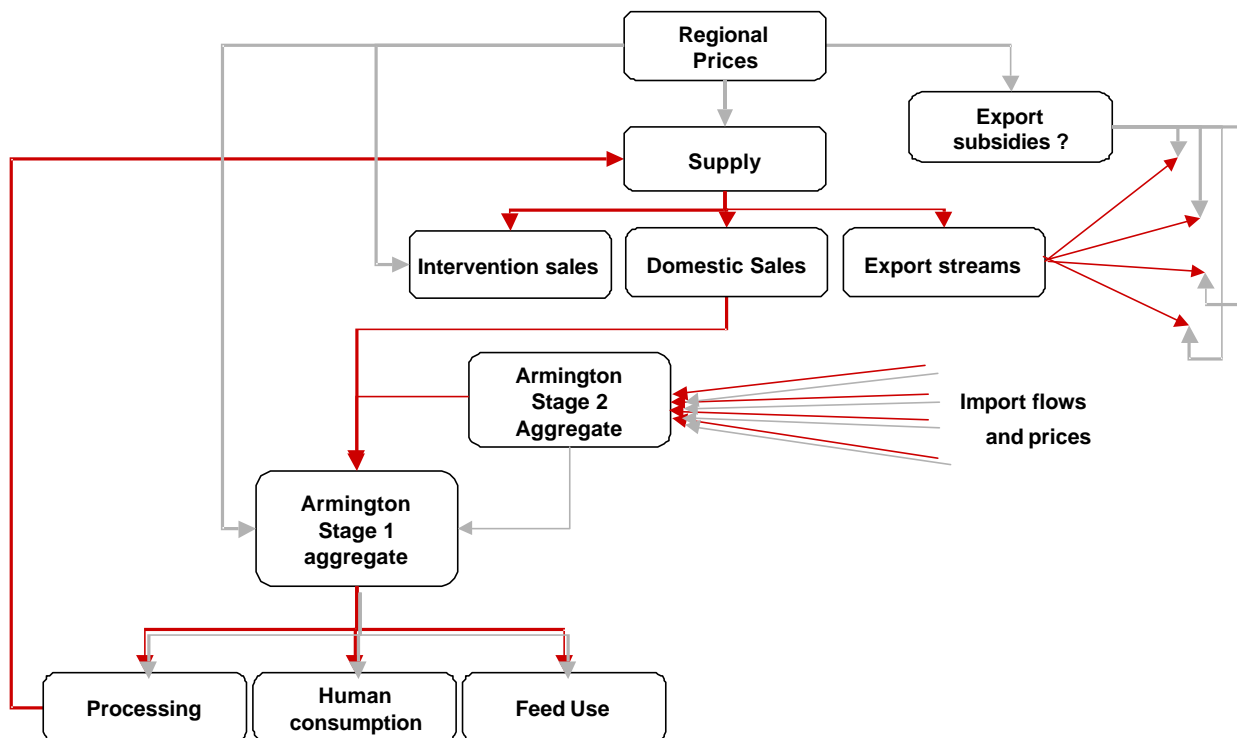 Regional
Prices
Export
subsidies ?
Supply
Intervention sales
Domestic Sales
Export streams
Armington
Stage 2
Aggregate
Import flows
and prices
Armington
Stage 1
aggregate
Processing
Human
consumption
Feed Use